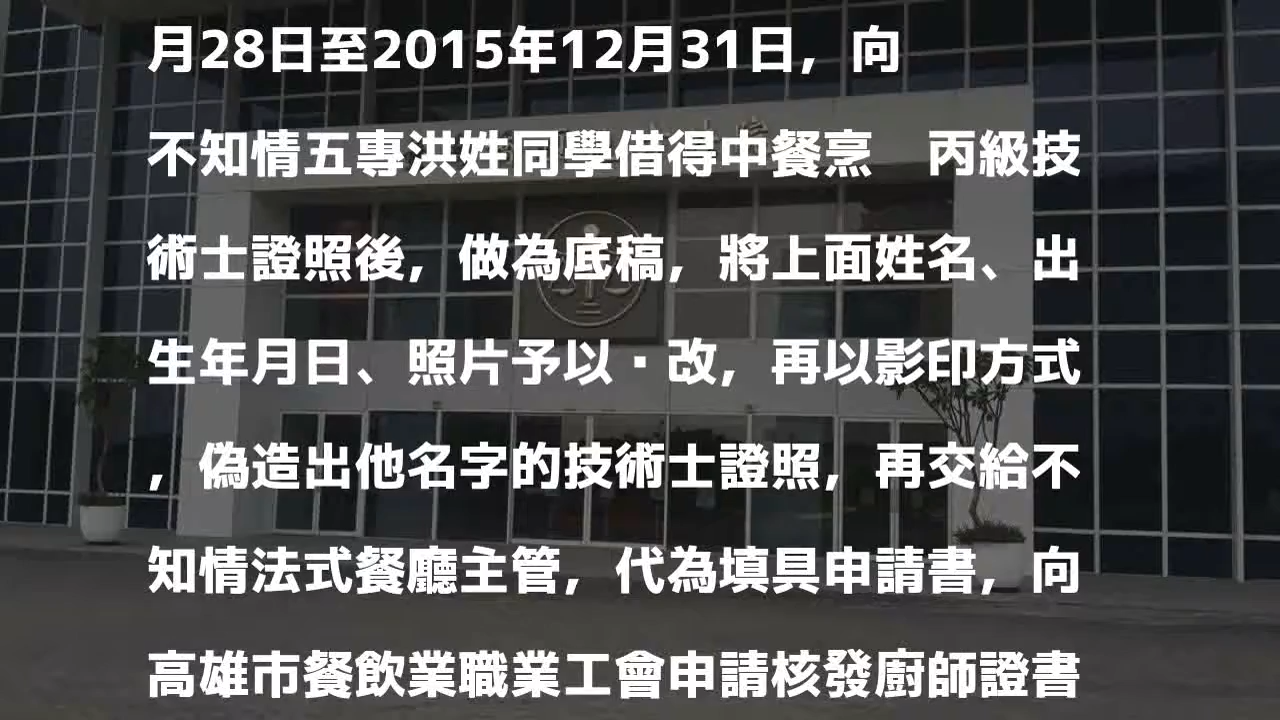 月28日至2015年12月31日，向
不知情五專洪姓同學借得中餐烹　丙級技
術士證照後，做為底稿，將上面姓名、出
生年月日、照片予以▪改，再以影印方式
，偽造出他名字的技術士證照，再交給不
知情法式餐廳主管，代為填具申請書，向
高雄市餐飲業職業工會申請核發廚師證書